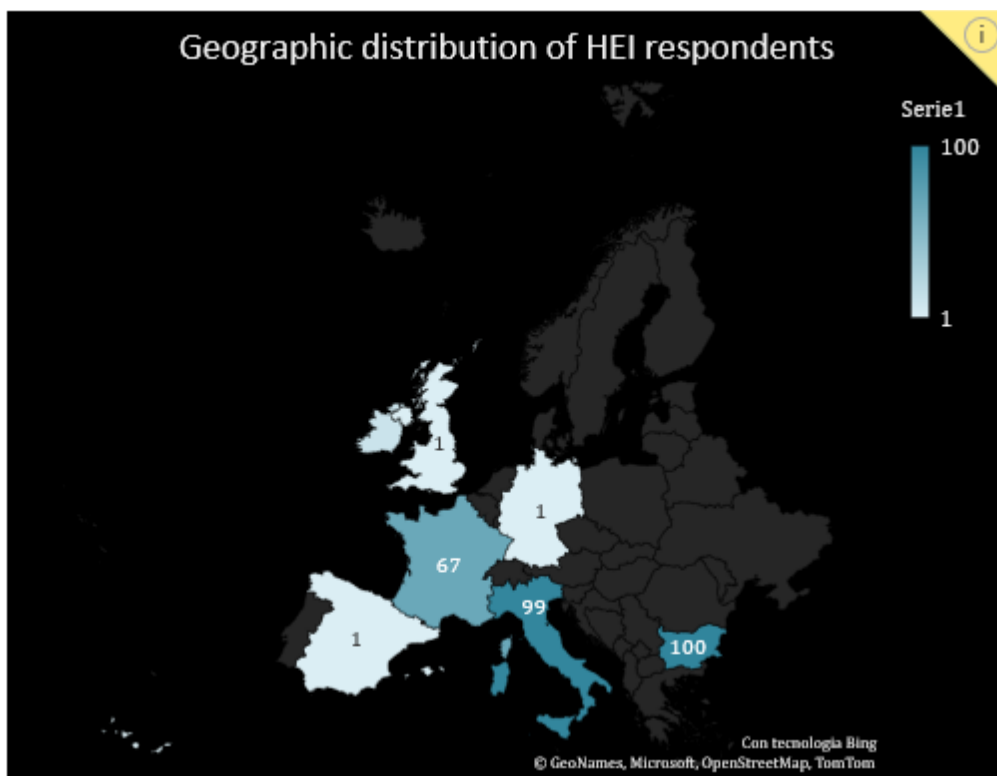 Geographic distribution of HEI respondents
i
Serie1
100
1
1
1
67
99
1
100
Con tecnologia Bing
© GeoNames, Microsoft, OpenStreetMap, TomTom